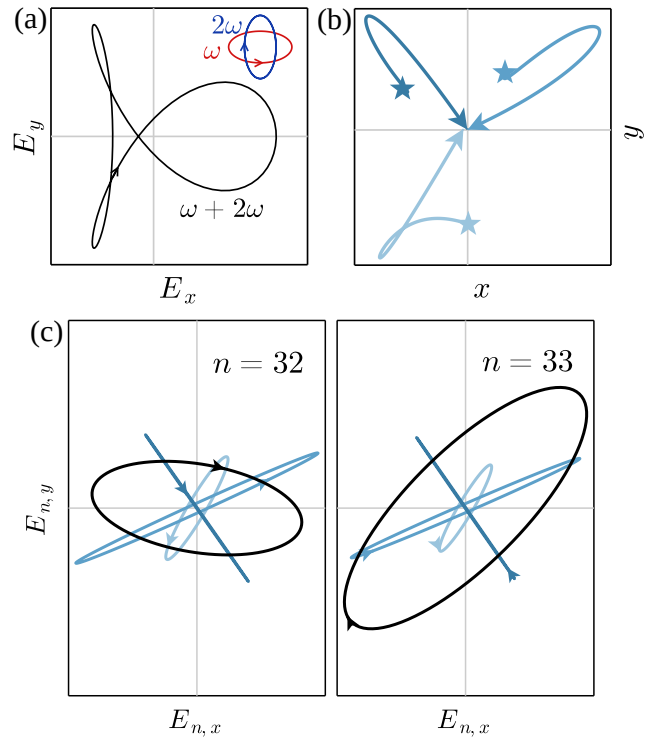 (a)
2ω
ω
E_y
ω + 2ω
E_x
(b)
y
x
(c)
n = 32
n = 33
E_{n, y}
E_{n, x}
E_{n, x}